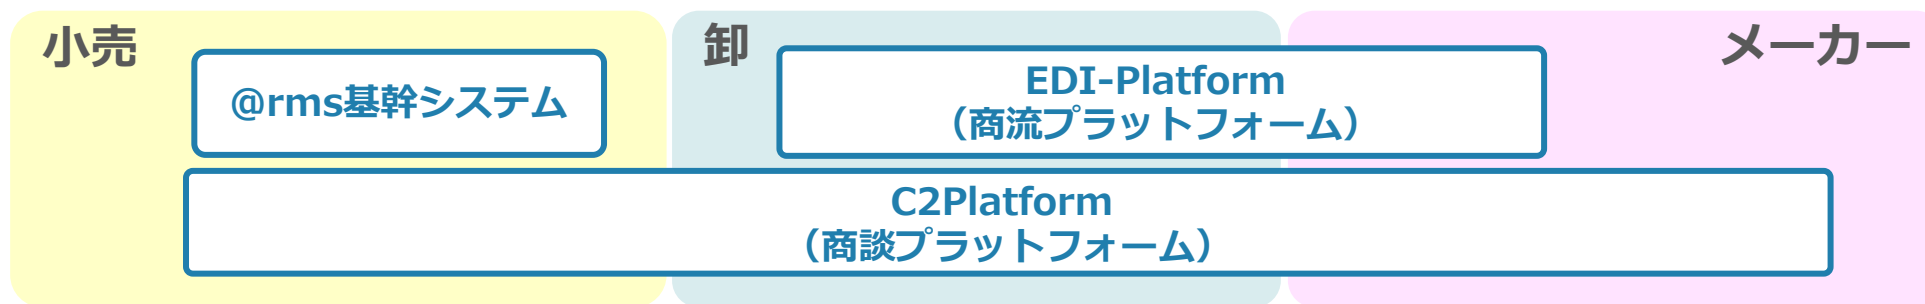 小売
卸
メーカー
@rms基幹システム
EDI-Platform
（商流プラットフォーム）
C2Platform
（商談プラットフォーム）